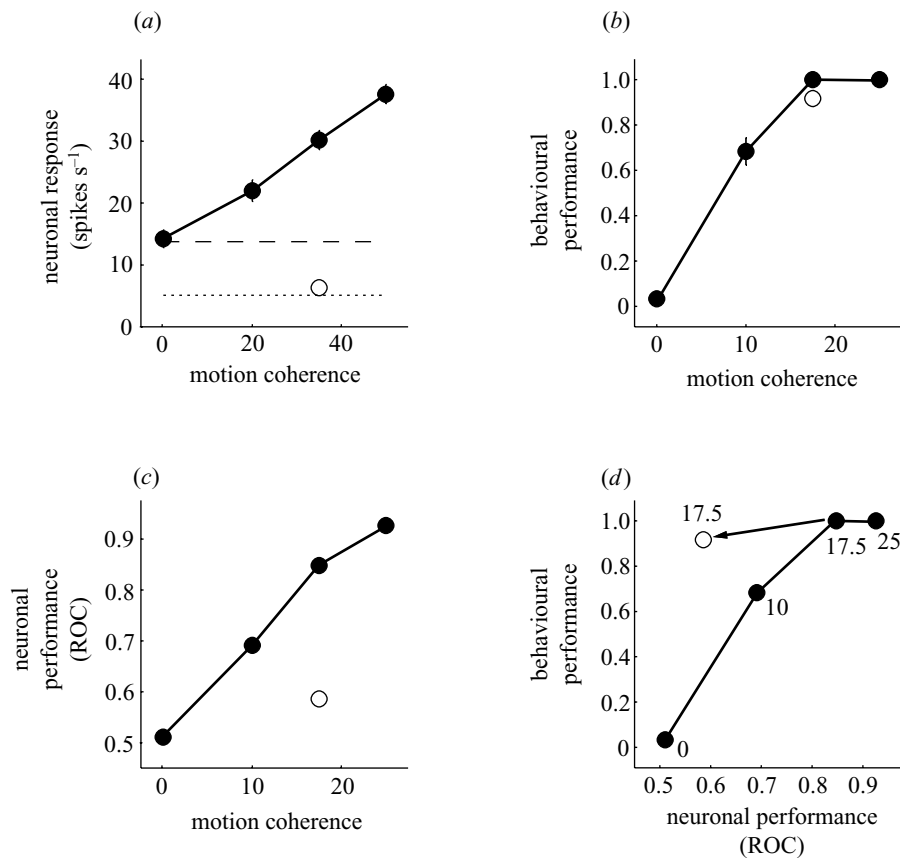 (a)
40
30
20
10
0
neuronal response
(spikes s⁻¹)
0 20 40
motion coherence
(b)
1.0
0.8
0.6
0.4
0.2
0
behavioural
performance
0 10 20
motion coherence
(c)
0.9
0.8
0.7
0.6
0.5
neuronal
performance
(ROC)
0 10 20
motion coherence
(d)
1.0
0.8
0.6
0.4
0.2
0
behavioural
performance
17.5
17.5
25
10
0
0.5 0.6 0.7 0.8 0.9
neuronal performance
(ROC)